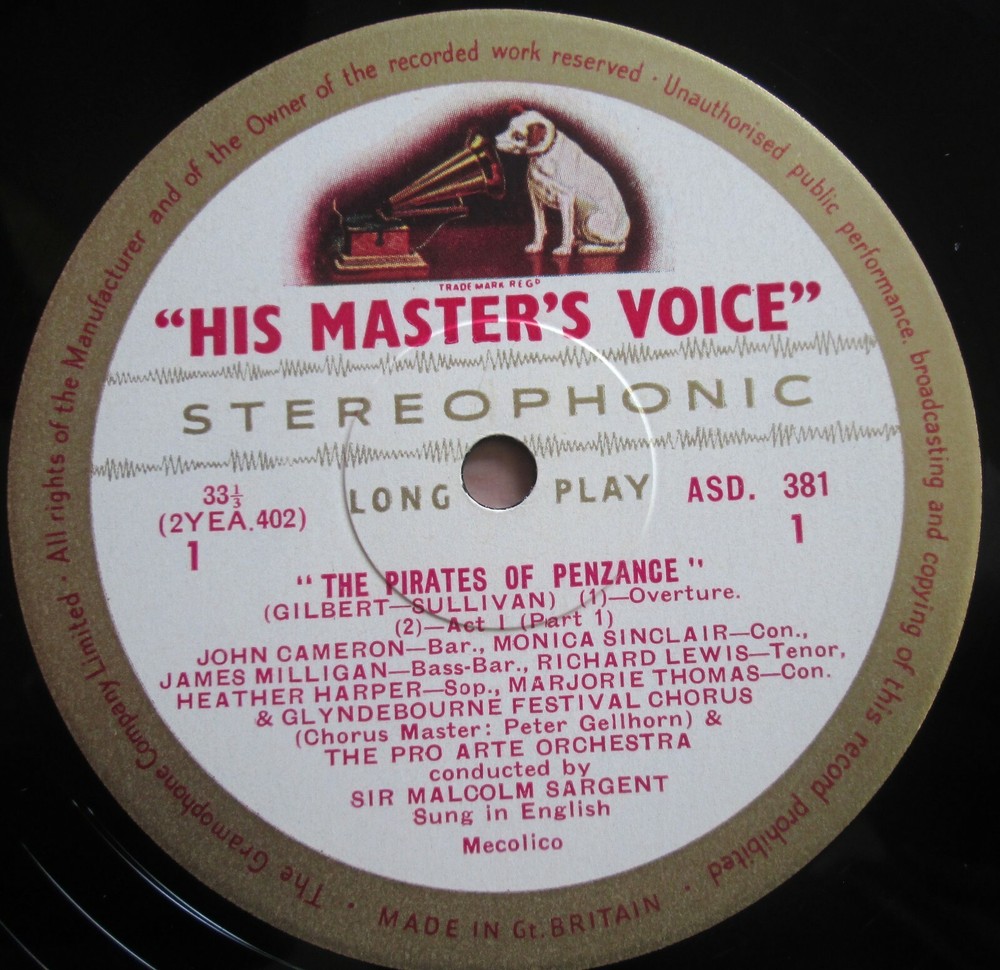 The Gramophone Company Limited · All rights of the Manufacturer and of the Owner of the recorded work reserved · Unauthorised public performance, broadcasting and copying of this record prohibited ·
TRADE MARK REGD
“HIS MASTER'S VOICE”
STEREOPHONIC
LONG PLAY
33⅓
(2YEA.402)
1
ASD. 381
1
"THE PIRATES OF PENZANCE"
(GILBERT—SULLIVAN) (1)—Overture.
(2)—Act I (Part 1)
JOHN CAMERON—Bar., MONICA SINCLAIR—Con.,
JAMES MILLIGAN—Bass-Bar., RICHARD LEWIS—Tenor,
HEATHER HARPER—Sop., MARJORIE THOMAS—Con.
& GLYNDEBOURNE FESTIVAL CHORUS
(Chorus Master: Peter Gellhorn) &
THE PRO ARTE ORCHESTRA
conducted by
SIR MALCOLM SARGENT
Sung in English
Mecolico
MADE IN Gt. BRITAIN